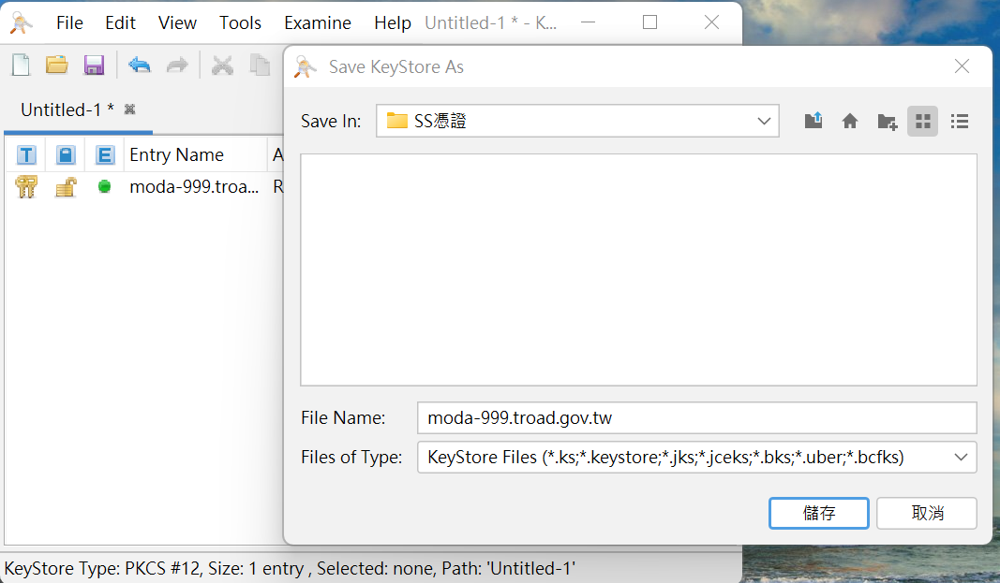 File Edit View Tools Examine Help Untitled-1 * - K...
Save KeyStore As
Untitled-1 *
Save In: SS憑證
T E Entry Name A
moda-999.troa... R
File Name: moda-999.troad.gov.tw
Files of Type: KeyStore Files (*.ks;*.keystore;*.jks;*.jceks;*.bks;*.uber;*.bcfks)
儲存 取消
KeyStore Type: PKCS #12, Size: 1 entry , Selected: none, Path: 'Untitled-1'